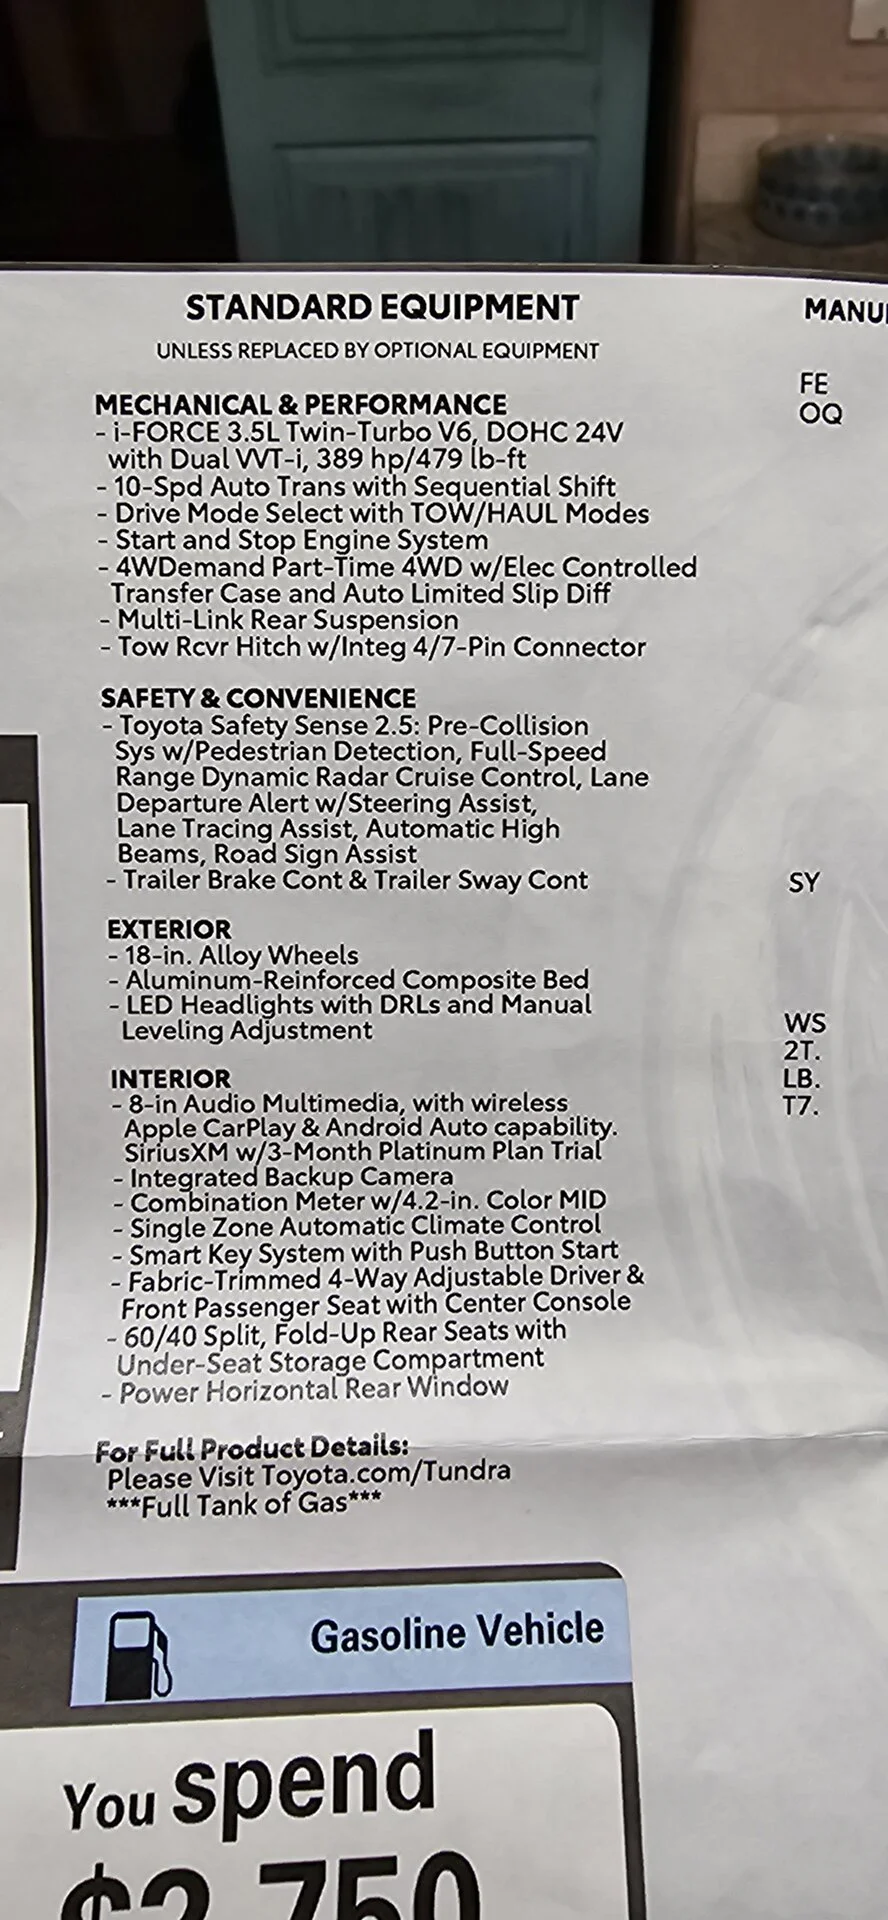 STANDARD EQUIPMENT
UNLESS REPLACED BY OPTIONAL EQUIPMENT
MECHANICAL & PERFORMANCE
- i-FORCE 3.5L Twin-Turbo V6, DOHC 24V
with Dual VVT-i, 389 hp/479 lb-ft
- 10-Spd Auto Trans with Sequential Shift
- Drive Mode Select with TOW/HAUL Modes
- Start and Stop Engine System
- 4WDemand Part-Time 4WD w/Elec Controlled
Transfer Case and Auto Limited Slip Diff
- Multi-Link Rear Suspension
- Tow Rcvr Hitch w/Integ 4/7-Pin Connector
SAFETY & CONVENIENCE
- Toyota Safety Sense 2.5: Pre-Collision
Sys w/Pedestrian Detection, Full-Speed
Range Dynamic Radar Cruise Control, Lane
Departure Alert w/Steering Assist,
Lane Tracing Assist, Automatic High
Beams, Road Sign Assist
- Trailer Brake Cont & Trailer Sway Cont
EXTERIOR
- 18-in. Alloy Wheels
- Aluminum-Reinforced Composite Bed
- LED Headlights with DRLs and Manual
Leveling Adjustment
INTERIOR
- 8-in Audio Multimedia, with wireless
Apple CarPlay & Android Auto capability.
SiriusXM w/3-Month Platinum Plan Trial
- Integrated Backup Camera
- Combination Meter w/4.2-in. Color MID
- Single Zone Automatic Climate Control
- Smart Key System with Push Button Start
- Fabric-Trimmed 4-Way Adjustable Driver &
Front Passenger Seat with Center Console
- 60/40 Split, Fold-Up Rear Seats with
Under-Seat Storage Compartment
- Power Horizontal Rear Window
For Full Product Details:
Please Visit Toyota.com/Tundra
***Full Tank of Gas***
Gasoline Vehicle
You spend
$2,750
FE
OQ
SY
WS
2T.
LB.
T7.